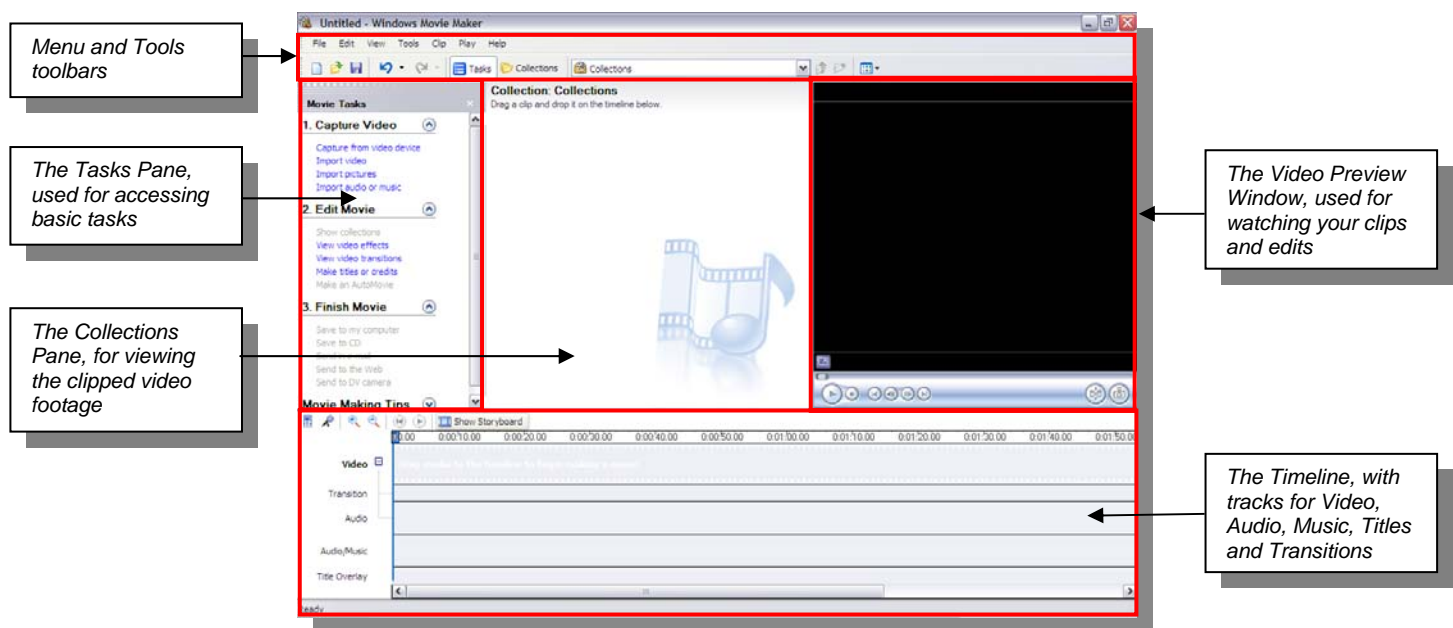 Untitled - Windows Movie Maker
File Edit View Tools Clip Play Help
Tasks Collections Collections
Menu and Tools
toolbars
Movie Tasks
Collection: Collections
Drag a clip and drop it on the timeline below.
1. Capture Video
Capture from video device
Import video
Import pictures
Import audio or music
2. Edit Movie
Show collections
View video effects
View video transitions
Make titles or credits
Make an AutoMovie
3. Finish Movie
Save to my computer
Save to CD
Send to the Web
Send to DV camera
Movie Making Tips
The Tasks Pane,
used for accessing
basic tasks
The Collections
Pane, for viewing
the clipped video
footage
The Video Preview
Window, used for
watching your clips
and edits
Show Storyboard
0:00:10.00 0:00:20.00 0:00:30.00 0:00:40.00 0:00:50.00 0:01:00.00 0:01:10.00 0:01:20.00 0:01:30.00 0:01:40.00 0:01:50.00
Video
Transition
Audio
Audio/Music
Title Overlay
The Timeline, with
tracks for Video,
Audio, Music, Titles
and Transitions